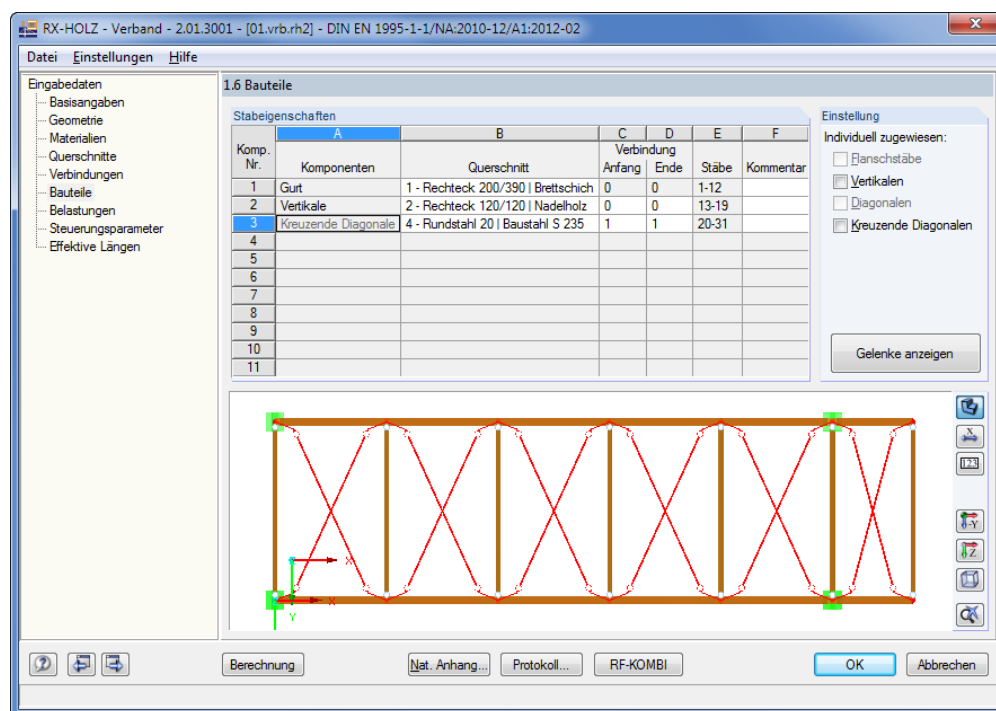 RX-HOLZ - Verband - 2.01.3001 - [01.vrb.rh2] - DIN EN 1995-1-1/NA:2010-12/A1:2012-02
Datei Einstellungen Hilfe
Eingabedaten
Basisangaben
Geometrie
Materialien
Querschnitte
Verbindungen
Bauteile
Belastungen
Steuerungsparameter
Effektive Längen
1.6 Bauteile
Stabeigenschaften
A B C D E F
Komp. Nr. Komponenten Querschnitt Verbindung Anfang Ende Stäbe Kommentar
1 Gurt 1 - Rechteck 200/390 | Brettschich 0 0 1-12
2 Vertikale 2 - Rechteck 120/120 | Nadelholz 0 0 13-19
3 Kreuzende Diagonale 4 - Rundstahl 20 | Baustahl S 235 1 1 20-31
4
5
6
7
8
9
10
11
Einstellung
Individuell zugewiesen:
Flanschstäbe
Vertikalen
Diagonalen
Kreuzende Diagonalen
Gelenke anzeigen
X
X
Y
X
1.2.3
-Y
Z
Berechnung Nat. Anhang... Protokoll... RF-KOMBI OK Abbrechen